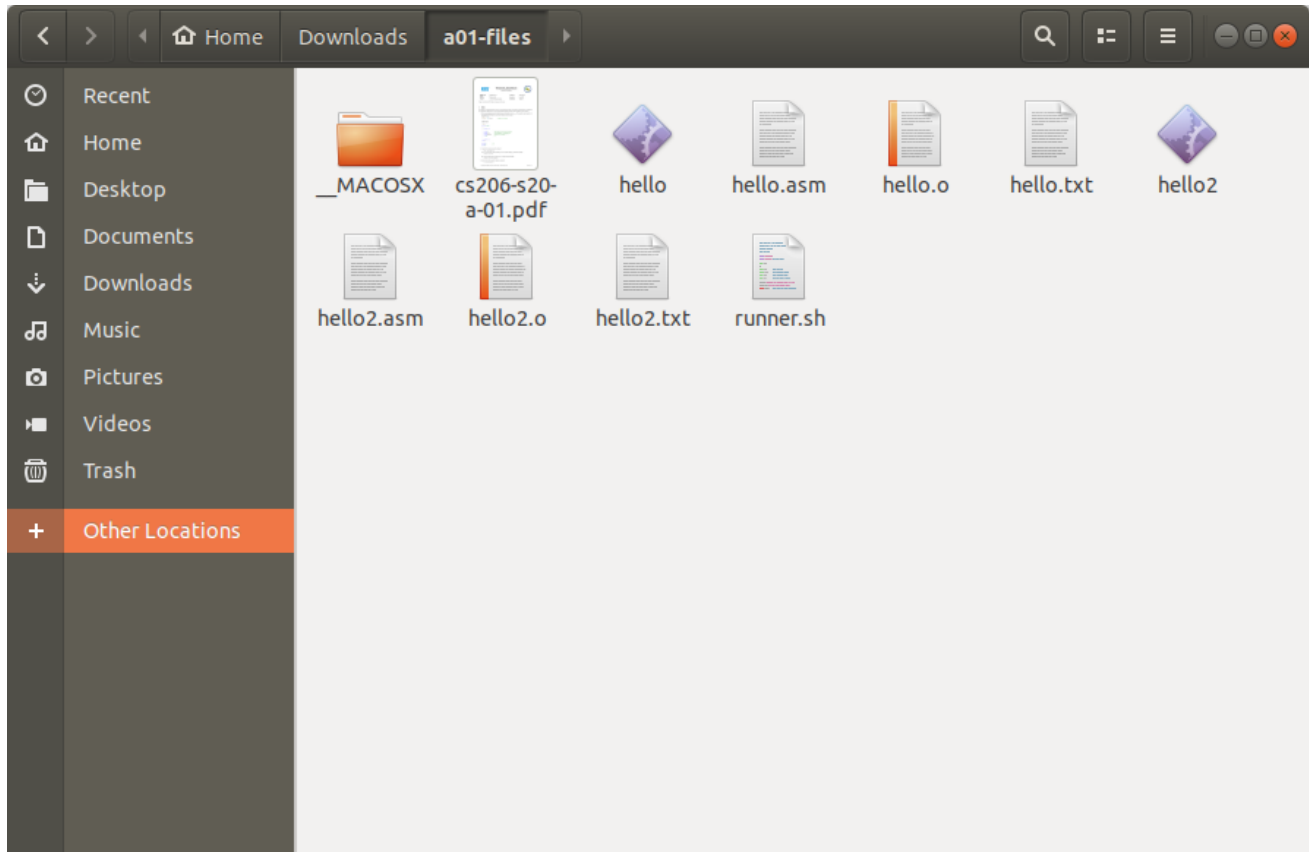 Home Downloads a01-files
Recent
Home
Desktop
Documents
Downloads
Music
Pictures
Videos
Trash
Other Locations
__MACOSX
cs206-s20-
a-01.pdf
hello
hello.asm
hello.o
hello.txt
hello2
hello2.asm
hello2.o
hello2.txt
runner.sh